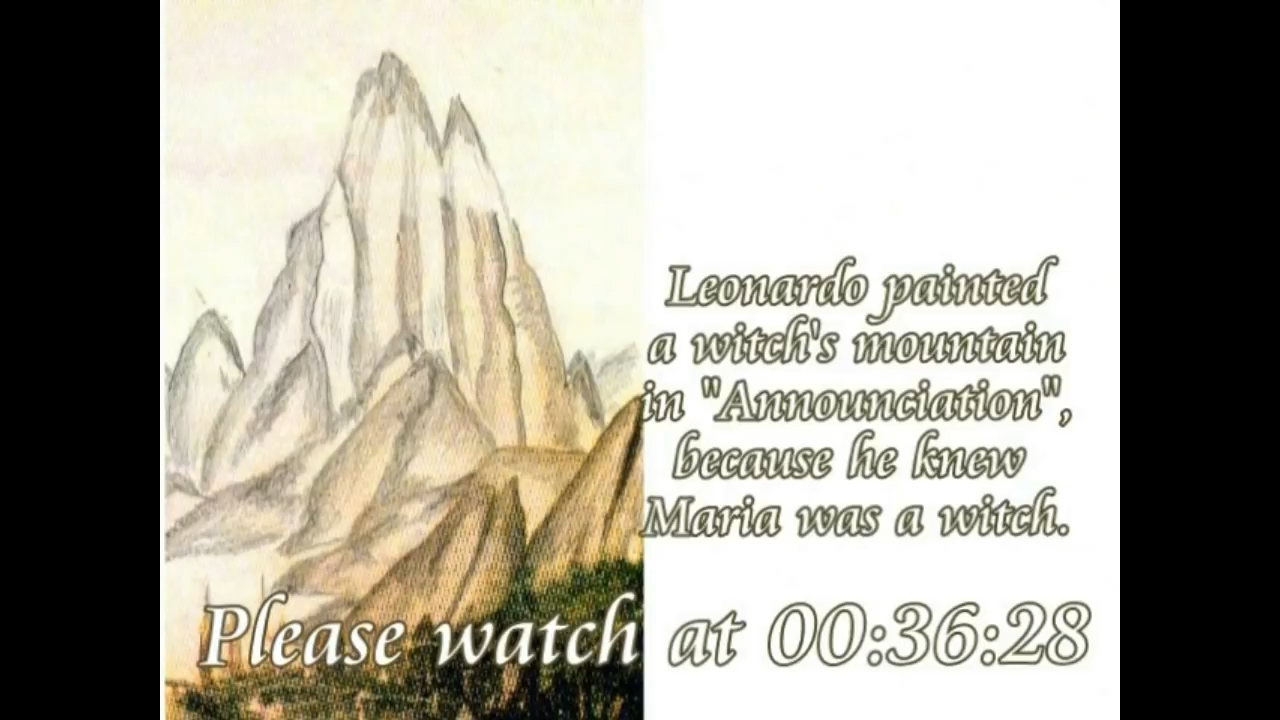 Leonardo painted
a witch's mountain
in "Announciation",
because he knew
Maria was a witch.
Please watch at 00:36:28